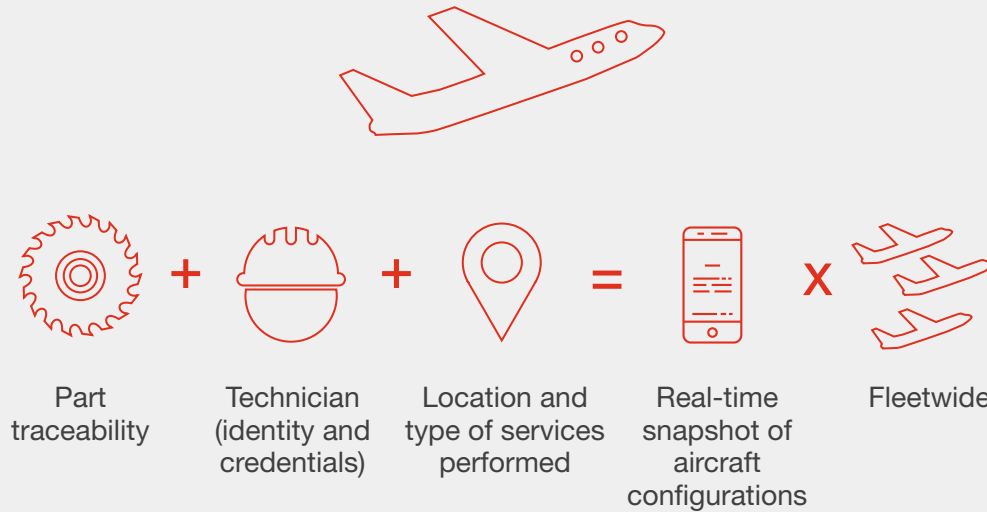 + + = x
Part
traceability
Technician
(identity and
credentials)
Location and
type of services
performed
Real-time
snapshot of
aircraft
configurations
Fleetwide